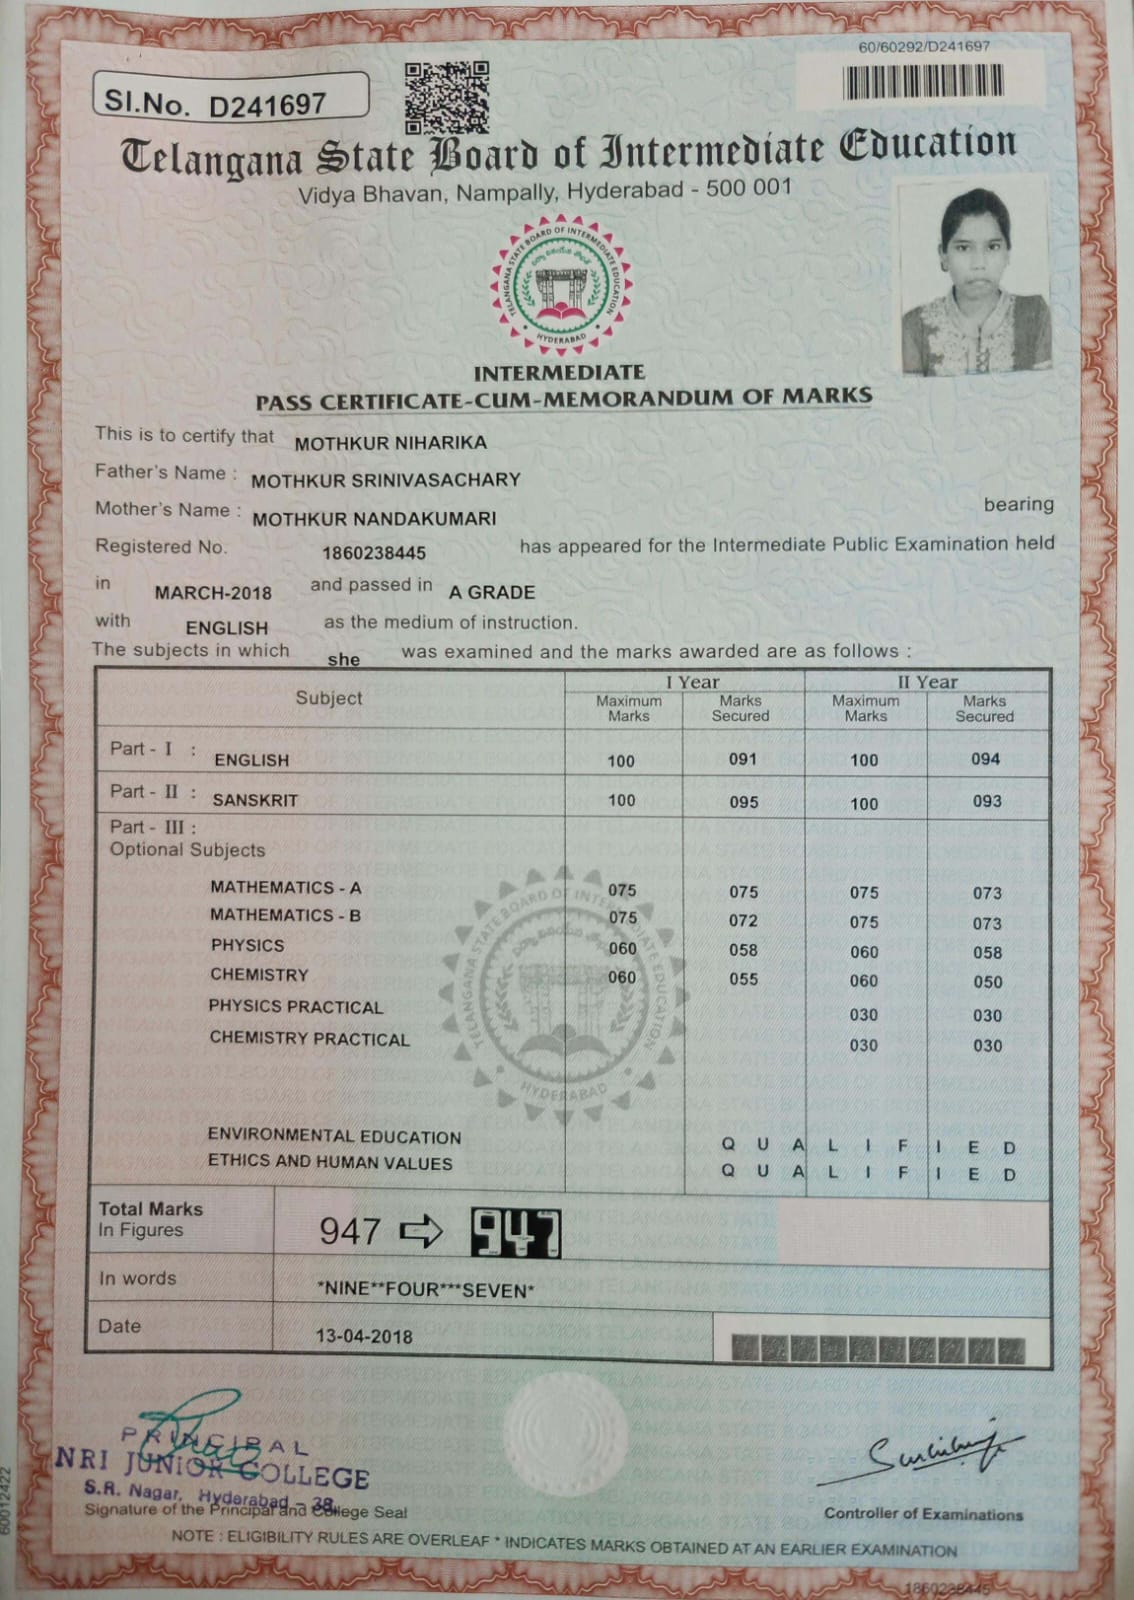 60/60292/D241697
Sl.No. D241697
Telangana State Board of Intermediate Education
Vidya Bhavan, Nampally, Hyderabad - 500 001
TELANGANA STATE BOARD OF INTERMEDIATE EDUCATION
HYDERABAD
INTERMEDIATE
PASS CERTIFICATE-CUM-MEMORANDUM OF MARKS
This is to certify that MOTHKUR NIHARIKA
Father's Name : MOTHKUR SRINIVASACHARY
Mother's Name : MOTHKUR NANDAKUMARI bearing
Registered No. 1860238445 has appeared for the Intermediate Public Examination held
in MARCH-2018 and passed in A GRADE
with ENGLISH as the medium of instruction.
The subjects in which she was examined and the marks awarded are as follows :
Subject I Year II Year
Maximum Marks Marks Secured Maximum Marks Marks Secured
Part - I : ENGLISH 100 091 100 094
Part - II : SANSKRIT 100 095 100 093
Part - III :
Optional Subjects
MATHEMATICS - A 075 075 075 073
MATHEMATICS - B 075 072 075 073
PHYSICS 060 058 060 058
CHEMISTRY 060 055 060 050
PHYSICS PRACTICAL 030 030
CHEMISTRY PRACTICAL 030 030
TELANGANA STATE BOARD OF INTERMEDIATE EDUCATION
HYDERABAD
ENVIRONMENTAL EDUCATION Q U A L I F I E D
ETHICS AND HUMAN VALUES Q U A L I F I E D
Total Marks
In Figures 947 947
In words *NINE**FOUR***SEVEN*
Date 13-04-2018
PRINCIPAL
NRI JUNIOR COLLEGE
S.R. Nagar, Hyderabad - 38.
Signature of the Principal and College Seal
Controller of Examinations
NOTE : ELIGIBILITY RULES ARE OVERLEAF * INDICATES MARKS OBTAINED AT AN EARLIER EXAMINATION
60012422
1860238445